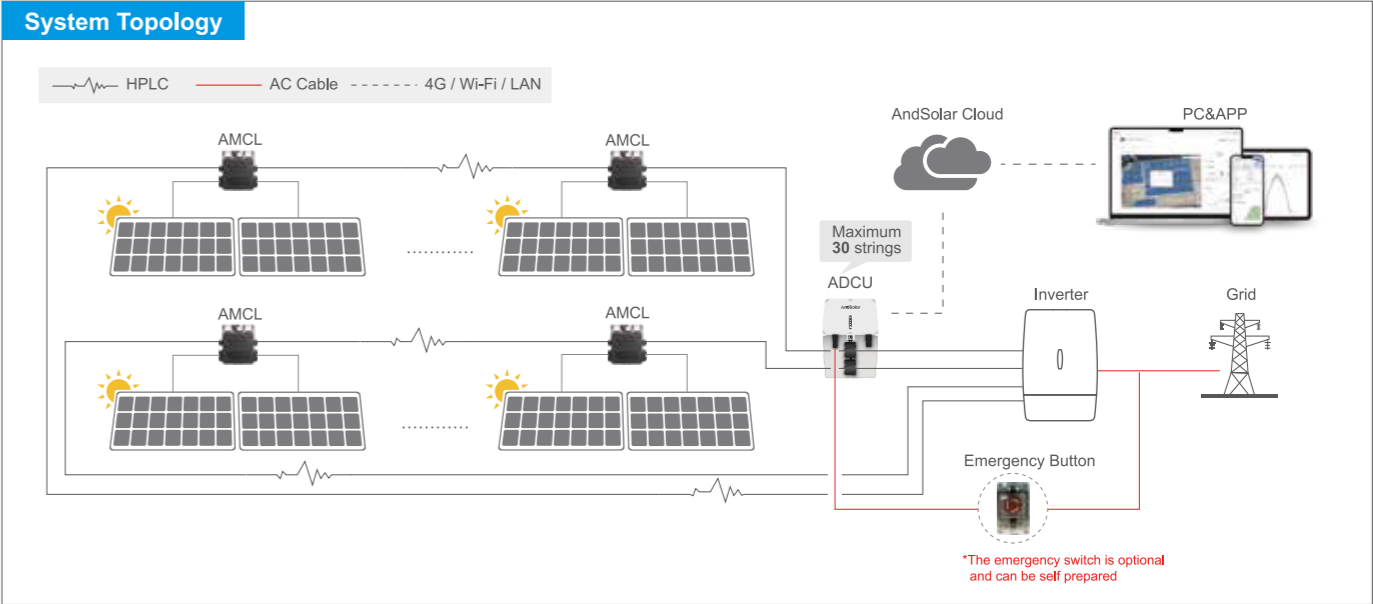 System Topology
HPLC
AC Cable
4G / Wi-Fi / LAN
AndSolar Cloud
PC&APP
AMCL
AMCL
Maximum
30 strings
ADCU
AndSolar
Inverter
Grid
AMCL
AMCL
Emergency Button
*The emergency switch is optional
and can be self prepared